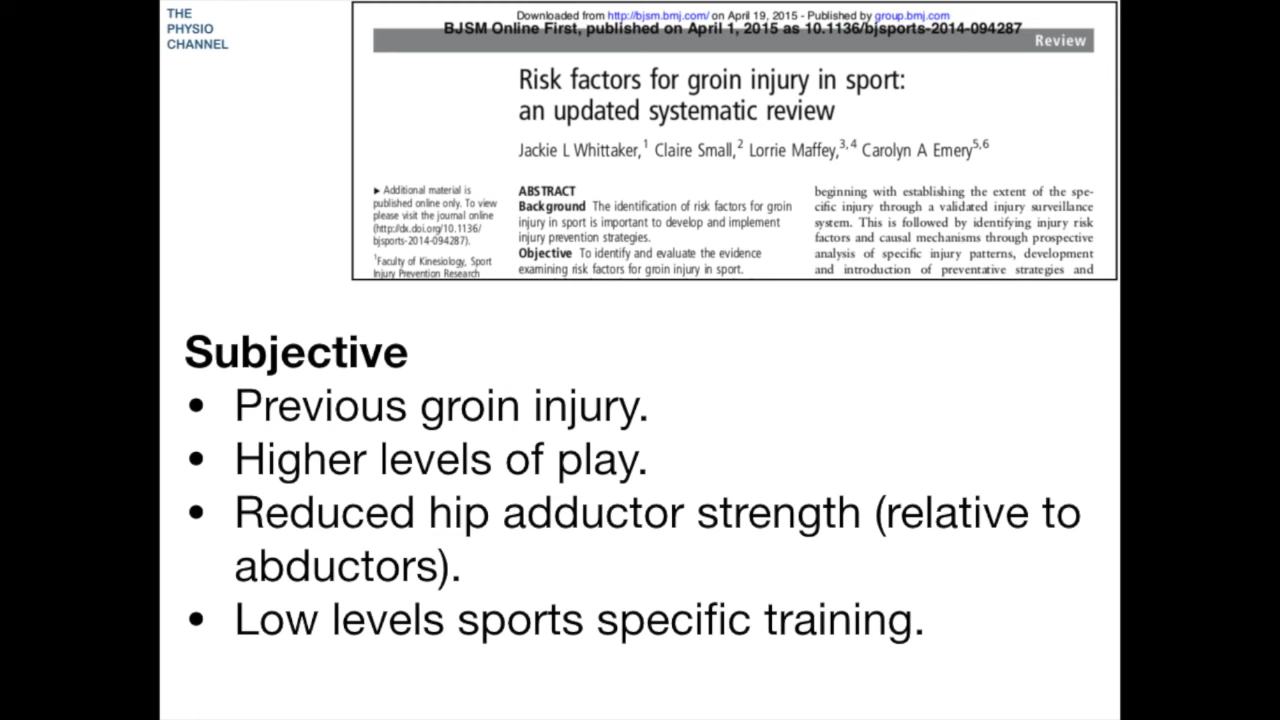 THE
PHYSIO
CHANNEL
Downloaded from http://bjsm.bmj.com/ on April 19, 2015 - Published by group.bmj.com
BJSM Online First, published on April 1, 2015 as 10.1136/bjsports-2014-094287
Review
Risk factors for groin injury in sport:
an updated systematic review
Jackie L Whittaker,1 Claire Small,2 Lorrie Maffey,3,4 Carolyn A Emery5,6
▶ Additional material is
published online only. To view
please visit the journal online
(http://dx.doi.org/10.1136/
bjsports-2014-094287).
1Faculty of Kinesiology, Sport
Injury Prevention Research
ABSTRACT
Background The identification of risk factors for groin
injury in sport is important to develop and implement
injury prevention strategies.
Objective To identify and evaluate the evidence
examining risk factors for groin injury in sport.
beginning with establishing the extent of the spe-
cific injury through a validated injury surveillance
system. This is followed by identifying injury risk
factors and causal mechanisms through prospective
analysis of specific injury patterns, development
and introduction of preventative strategies and
Subjective
• Previous groin injury.
• Higher levels of play.
• Reduced hip adductor strength (relative to
abductors).
• Low levels sports specific training.